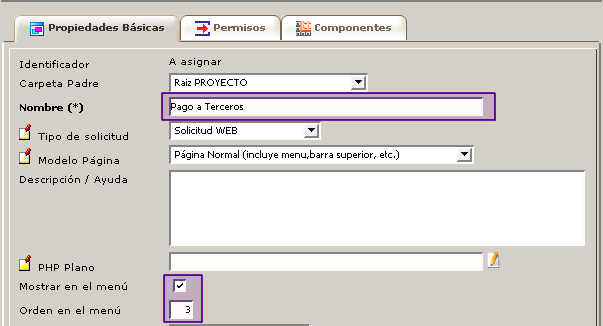 Propiedades Básicas Permisos Componentes
Identificador A asignar
Carpeta Padre Raiz PROYECTO
Nombre (*) Pago a Terceros
Tipo de solicitud Solicitud WEB
Modelo Página Página Normal (incluye menu,barra superior, etc.)
Descripción / Ayuda
PHP Plano
Mostrar en el menú
Orden en el menú 3